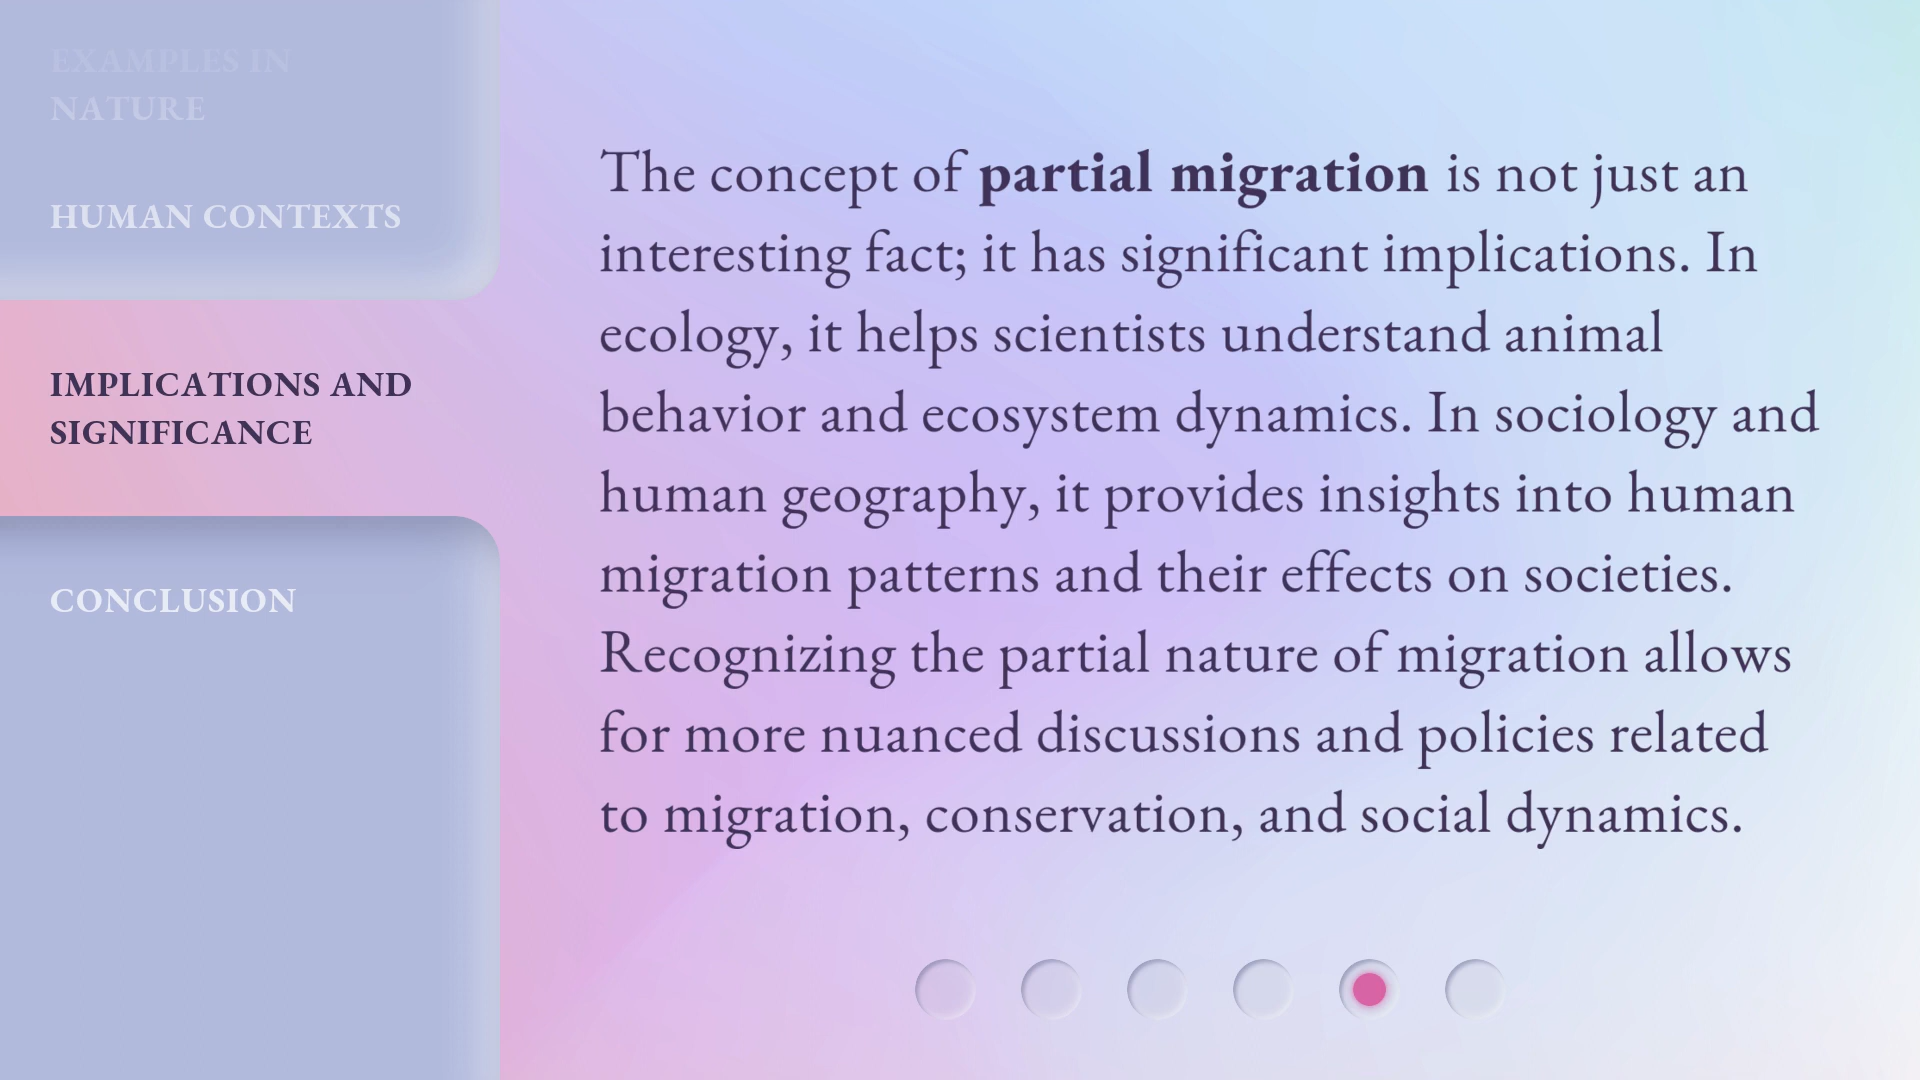 EXAMPLES IN
NATURE
HUMAN CONTEXTS
IMPLICATIONS AND
SIGNIFICANCE
CONCLUSION
The concept of partial migration is not just an
interesting fact; it has significant implications. In
ecology, it helps scientists understand animal
behavior and ecosystem dynamics. In sociology and
human geography, it provides insights into human
migration patterns and their effects on societies.
Recognizing the partial nature of migration allows
for more nuanced discussions and policies related
to migration, conservation, and social dynamics.